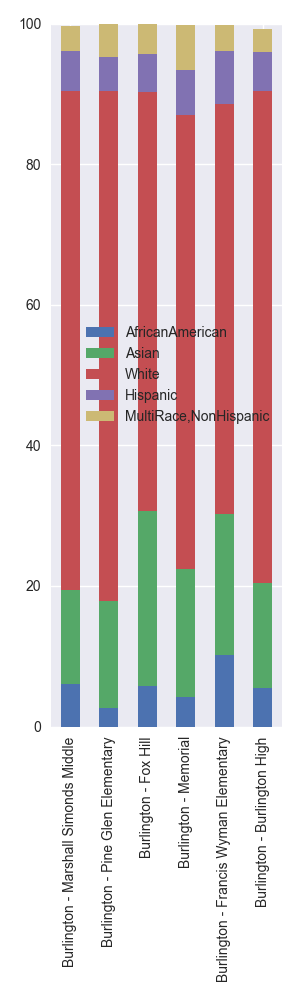 100
80
60
40
20
0
AfricanAmerican
Asian
White
Hispanic
MultiRace,NonHispanic
Burlington - Marshall Simonds Middle
Burlington - Pine Glen Elementary
Burlington - Fox Hill
Burlington - Memorial
Burlington - Francis Wyman Elementary
Burlington - Burlington High